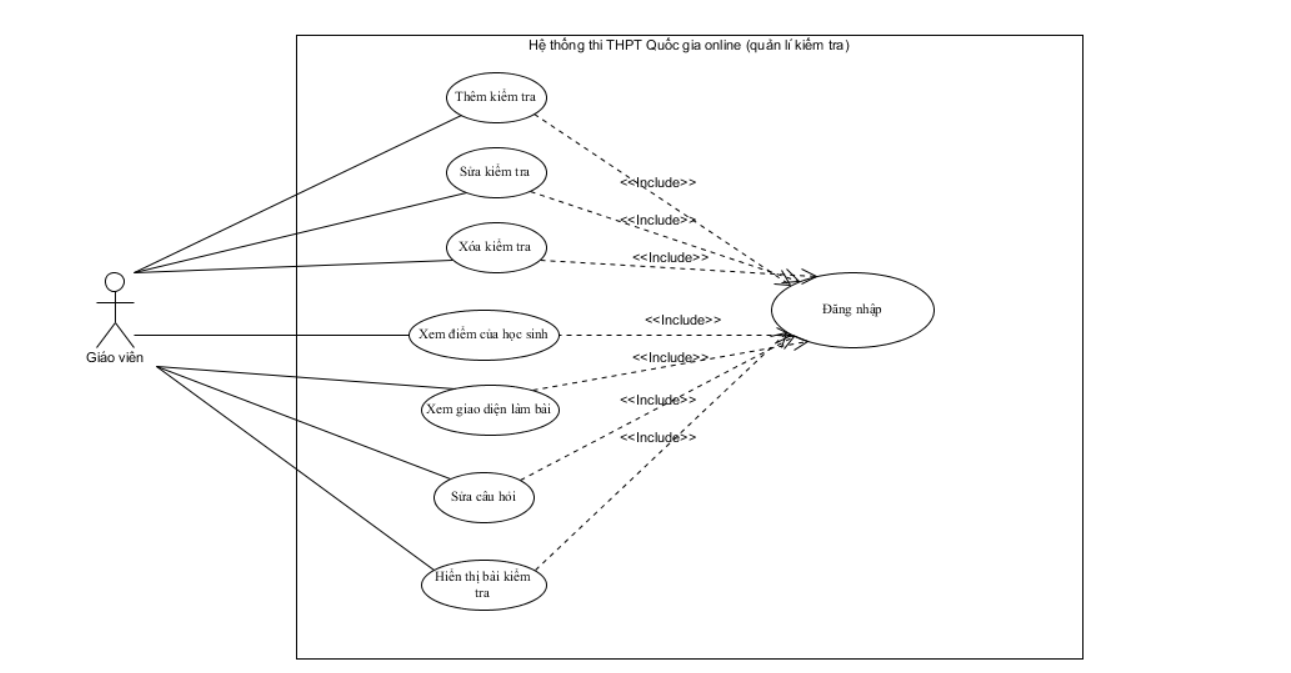 Hệ thống thi THPT Quốc gia online (quản lí kiểm tra)
Thêm kiểm tra
<<Include>>
Sửa kiểm tra
<<Include>>
Xóa kiểm tra
<<Include>>
Đăng nhập
Giáo viên
Xem điểm của học sinh
<<Include>>
Xem giao diện làm bài
<<Include>>
Sửa câu hỏi
<<Include>>
Hiển thị bài kiểm
tra
<<Include>>